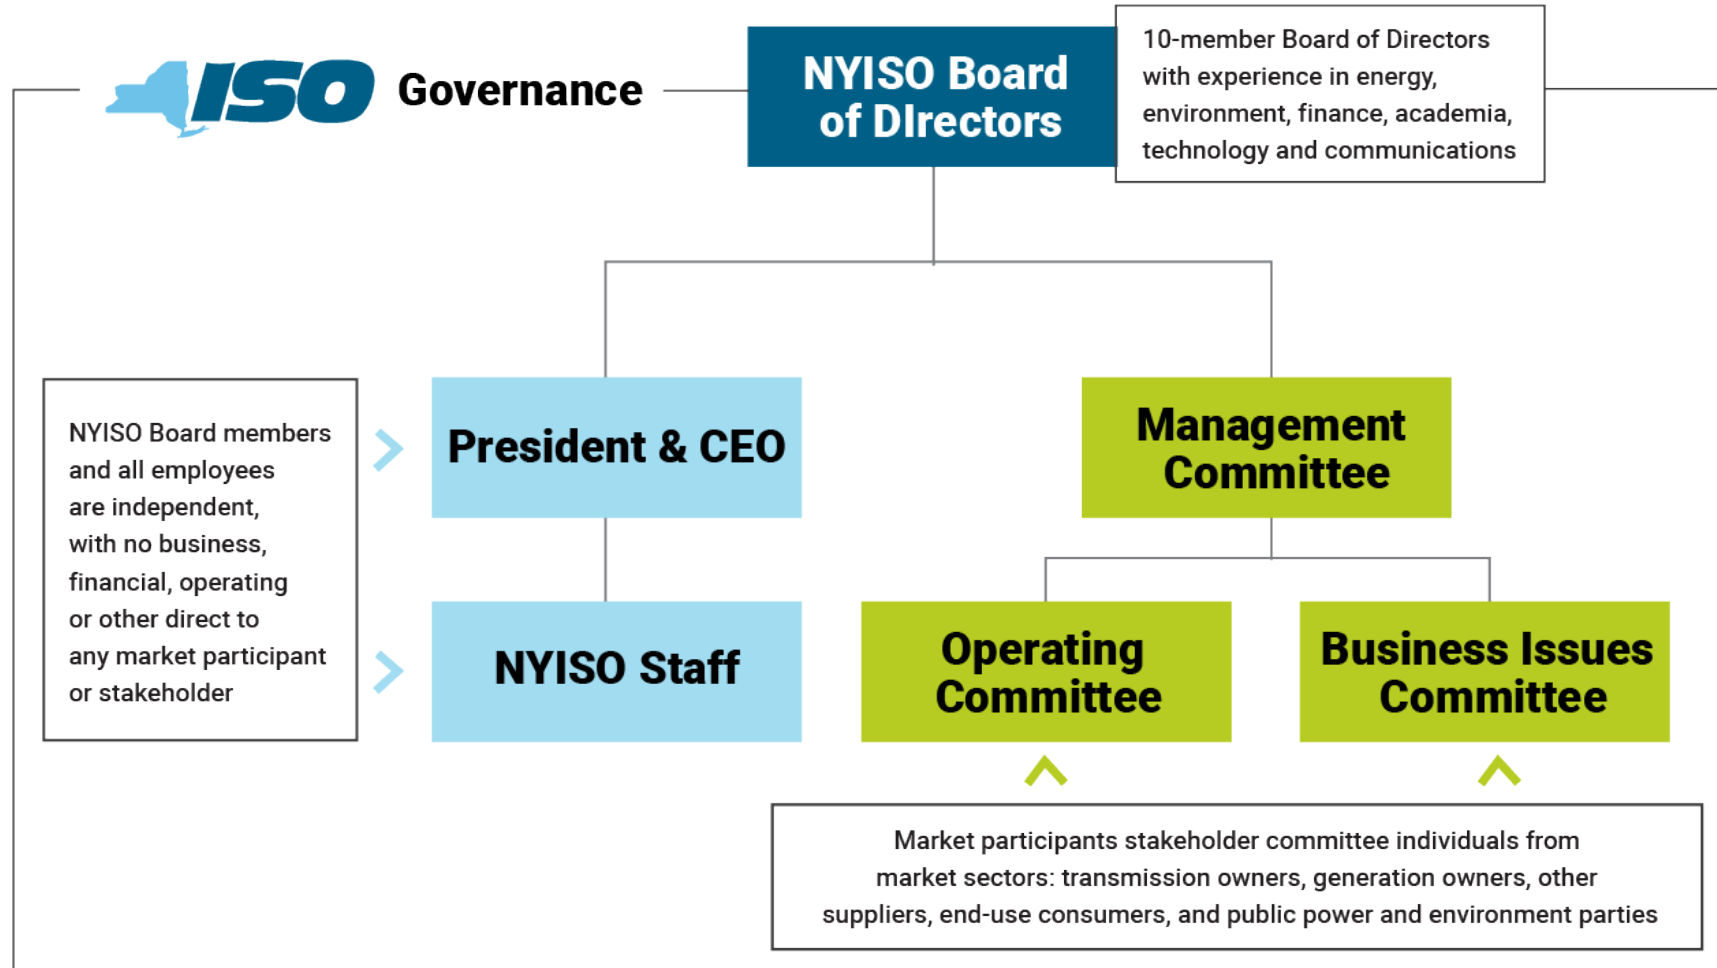 ISO Governance
NYISO Board
of DIrectors
10-member Board of Directors
with experience in energy,
environment, finance, academia,
technology and communications
NYISO Board members
and all employees
are independent,
with no business,
financial, operating
or other direct to
any market participant
or stakeholder
President & CEO
NYISO Staff
Management
Committee
Operating
Committee
Business Issues
Committee
Market participants stakeholder committee individuals from
market sectors: transmission owners, generation owners, other
suppliers, end-use consumers, and public power and environment parties